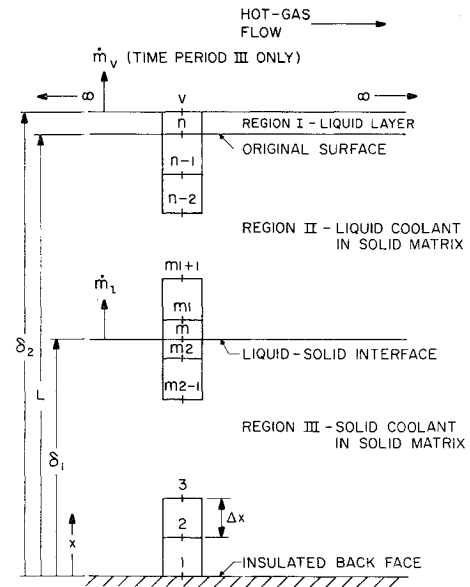 HOT-GAS
FLOW
ṁv (TIME PERIOD III ONLY)
∞
∞
v
n
REGION I - LIQUID LAYER
ORIGINAL SURFACE
n-1
n-2
REGION II - LIQUID COOLANT
IN SOLID MATRIX
m1+1
ṁl
m1
m
δ2
m2
LIQUID-SOLID INTERFACE
L
m2-1
REGION III - SOLID COOLANT
IN SOLID MATRIX
δ1
3
Δx
2
x
1
INSULATED BACK FACE